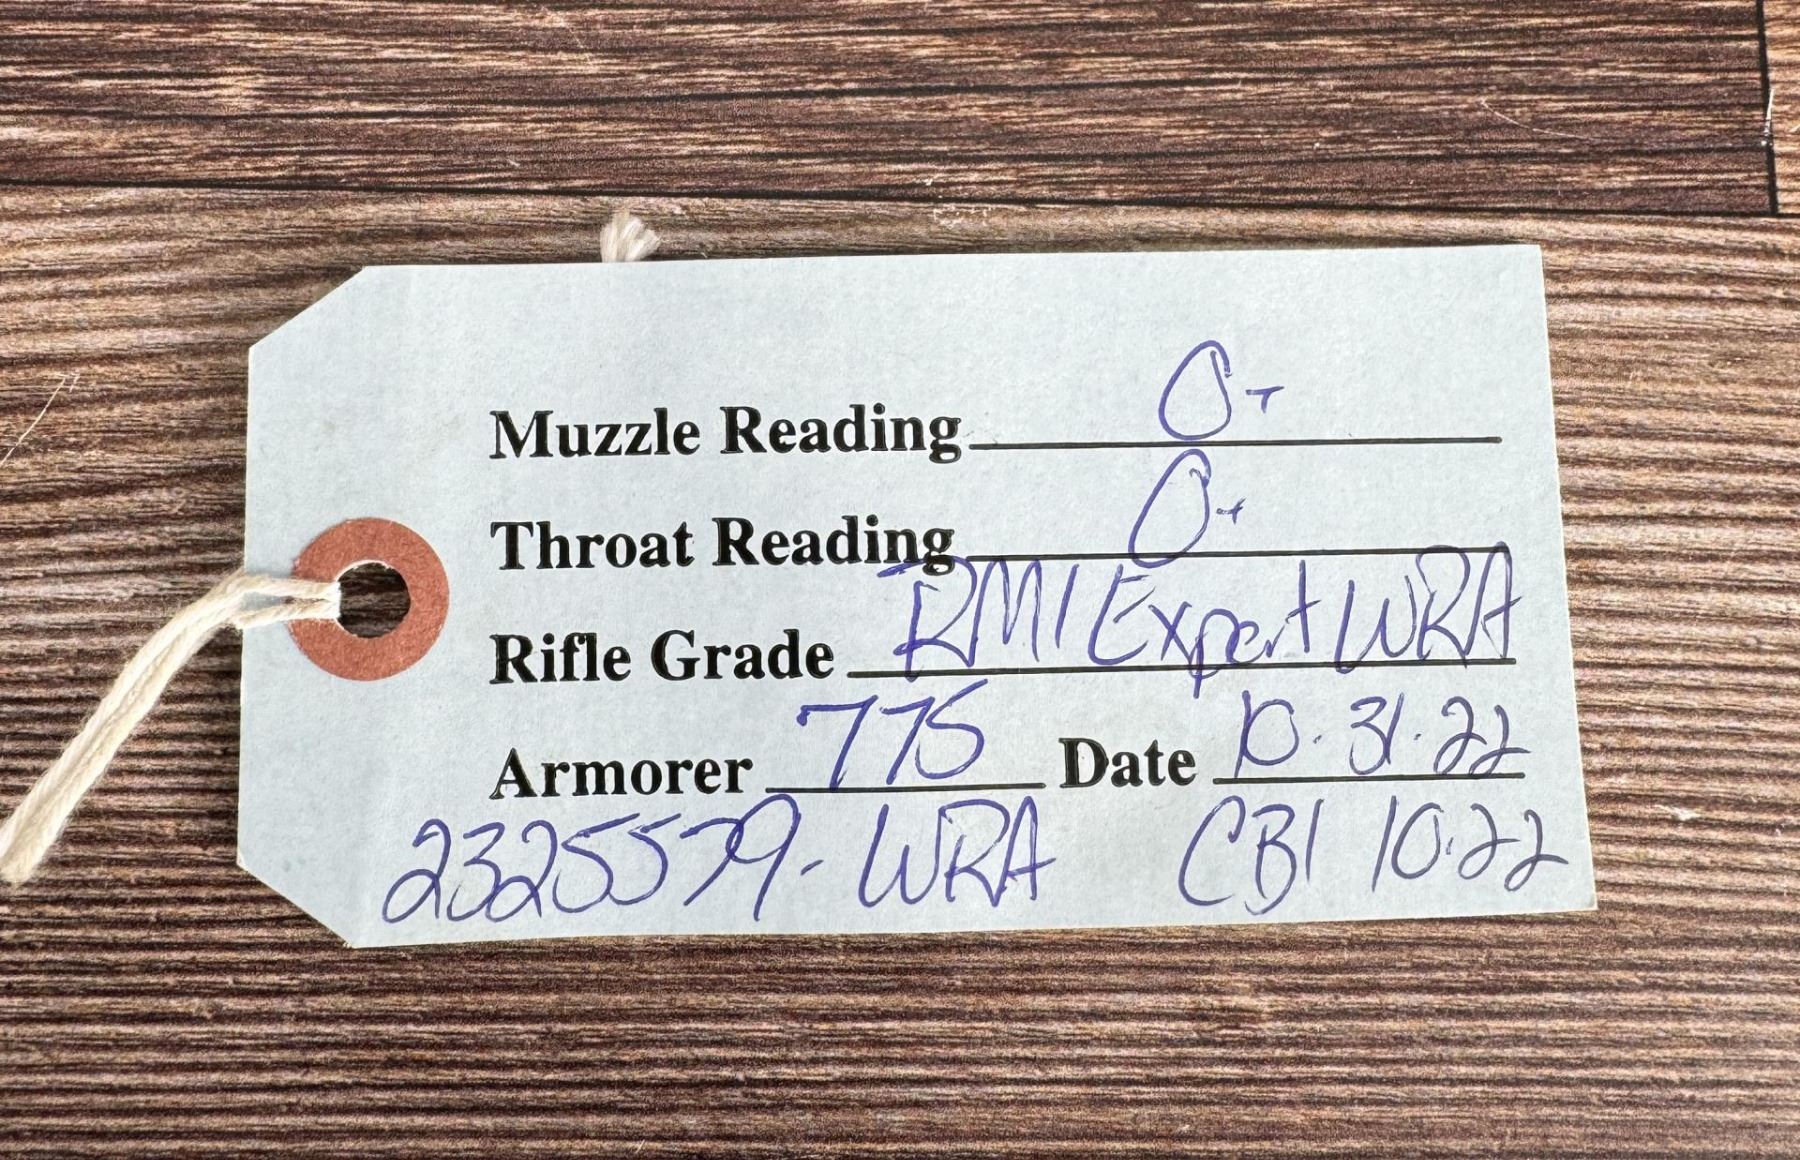 Muzzle Reading 0+
Throat Reading 0+
Rifle Grade RM1 Expert WRA
Armorer 775 Date 10.31.22
2325579- WRA CB1 10.22